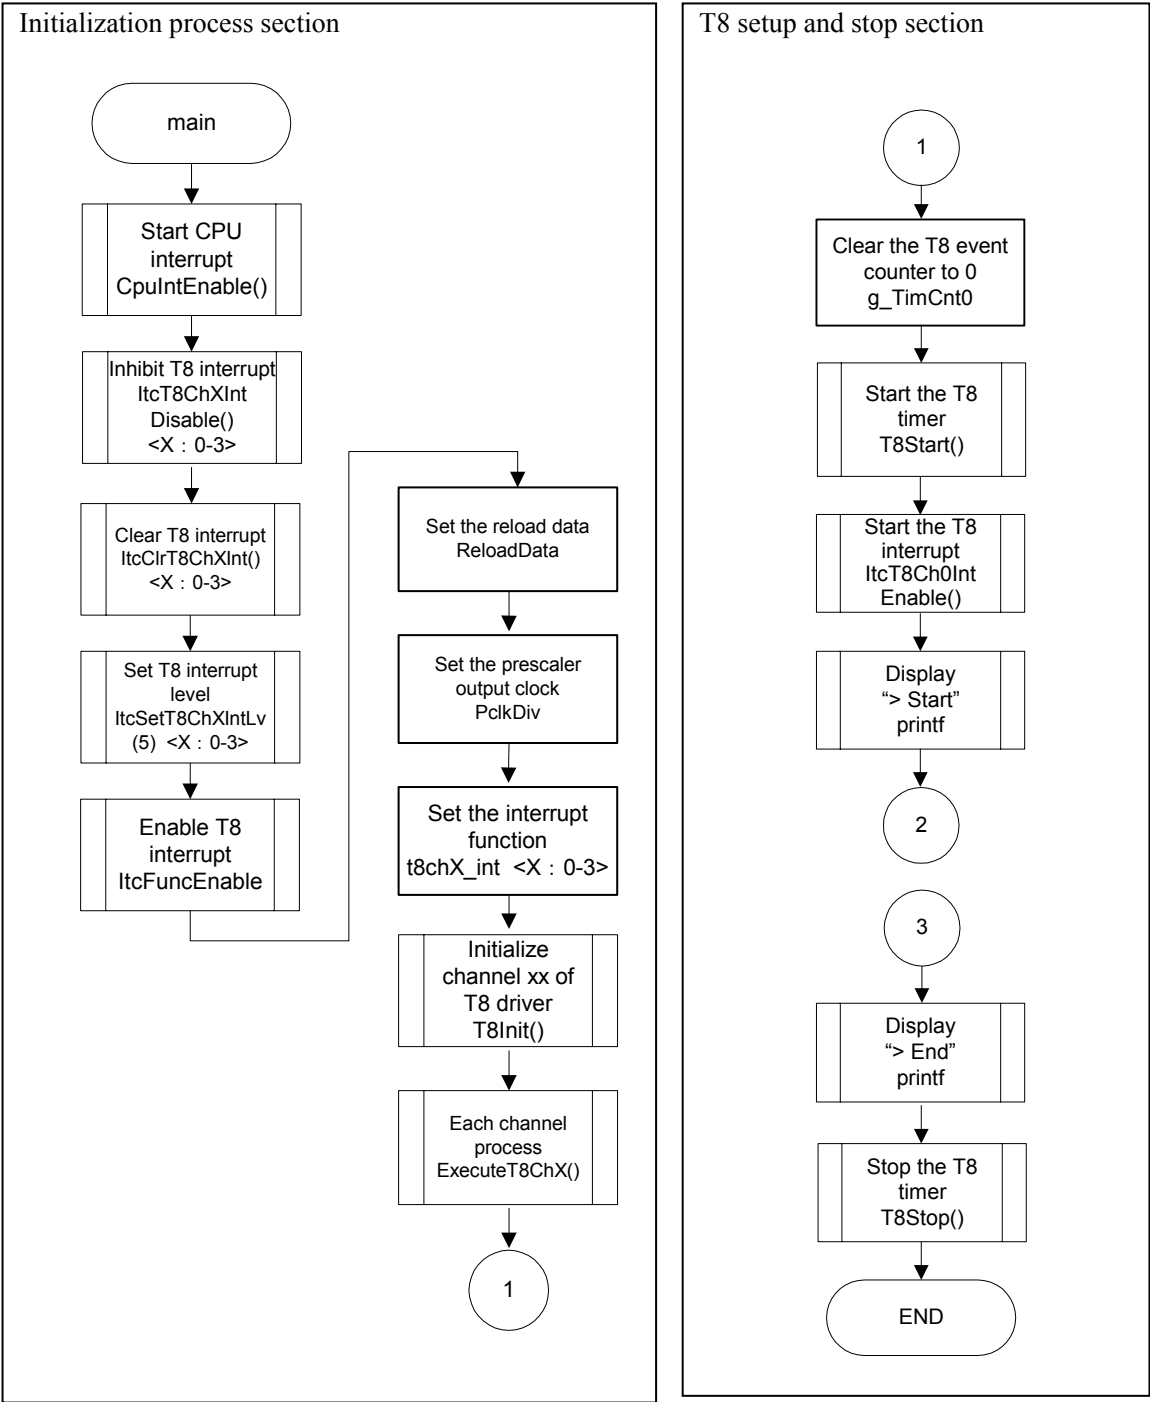 Initialization process section
main
Start CPU
interrupt
CpuIntEnable()
Inhibit T8 interrupt
ItcT8ChXInt
Disable()
<X : 0-3>
Clear T8 interrupt
ItcClrT8ChXInt()
<X : 0-3>
Set T8 interrupt
level
ItcSetT8ChXIntLv
(5) <X : 0-3>
Enable T8
interrupt
ItcFuncEnable
Set the reload data
ReloadData
Set the prescaler
output clock
PclkDiv
Set the interrupt
function
t8chX_int <X : 0-3>
Initialize
channel xx of
T8 driver
T8Init()
Each channel
process
ExecuteT8ChX()
1
T8 setup and stop section
1
Clear the T8 event
counter to 0
g_TimCnt0
Start the T8
timer
T8Start()
Start the T8
interrupt
ItcT8Ch0Int
Enable()
Display
“> Start”
printf
2
3
Display
“> End”
printf
Stop the T8
timer
T8Stop()
END